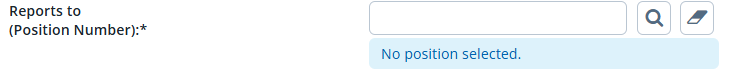 Reports to
(Position Number):*
No position selected.